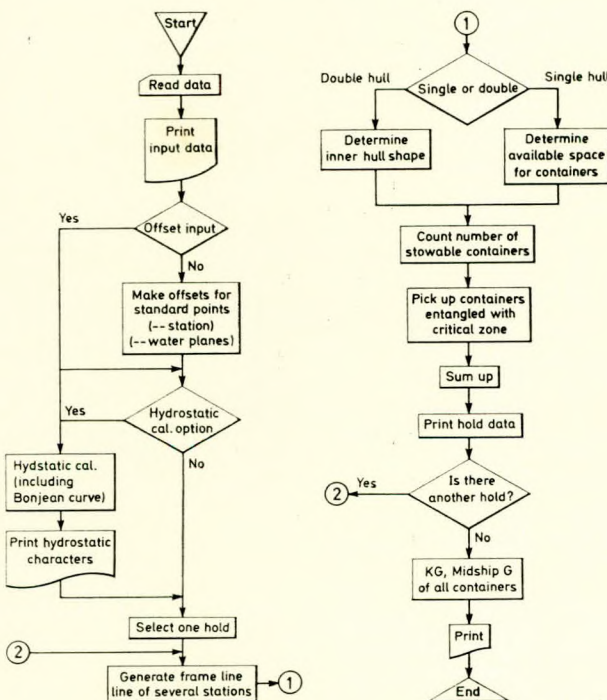 Start
Read data
Print
input data
Yes
Offset input
No
Make offsets for
standard points
(-- station)
(-- water planes)
Yes
Hydrostatic
cal. option
No
Hydstatic cal.
(including
Bonjean curve)
Print hydrostatic
characters
Select one hold
2
Generate frame line
line of several stations
1
1
Double hull
Single hull
Single or double
Determine
inner hull shape
Determine
available space
for containers
Count number of
stowable containers
Pick up containers
entangled with
critical zone
Sum up
Print hold data
2
Yes
Is there
another hold?
No
KG, Midship G
of all containers
Print
End